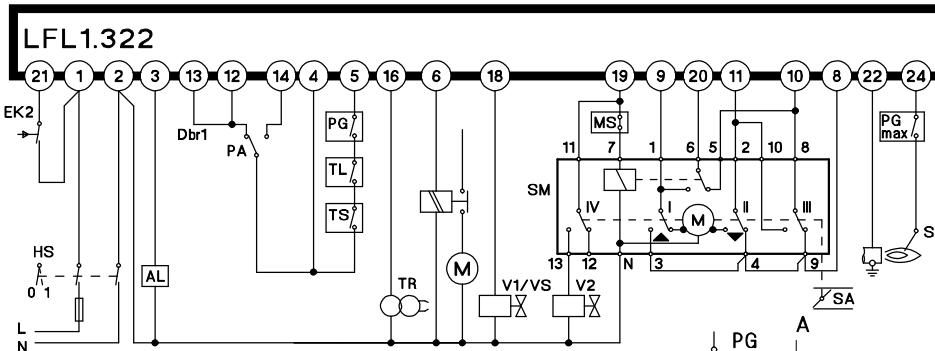 LFL1.322
21 1 2 3 13 12 14 4 5 16 6 18 19 9 20 11 10 8 22 24
EK2
Dbr1
PA
PG
TL
TS
MS
PG
max
11 7 1 6 5 2 10 8
SM
IV I M II III
HS
0 1
AL
TR
M
V1/VS
V2
13 12 N 3 4 9
S
SA
L
N
PG
A